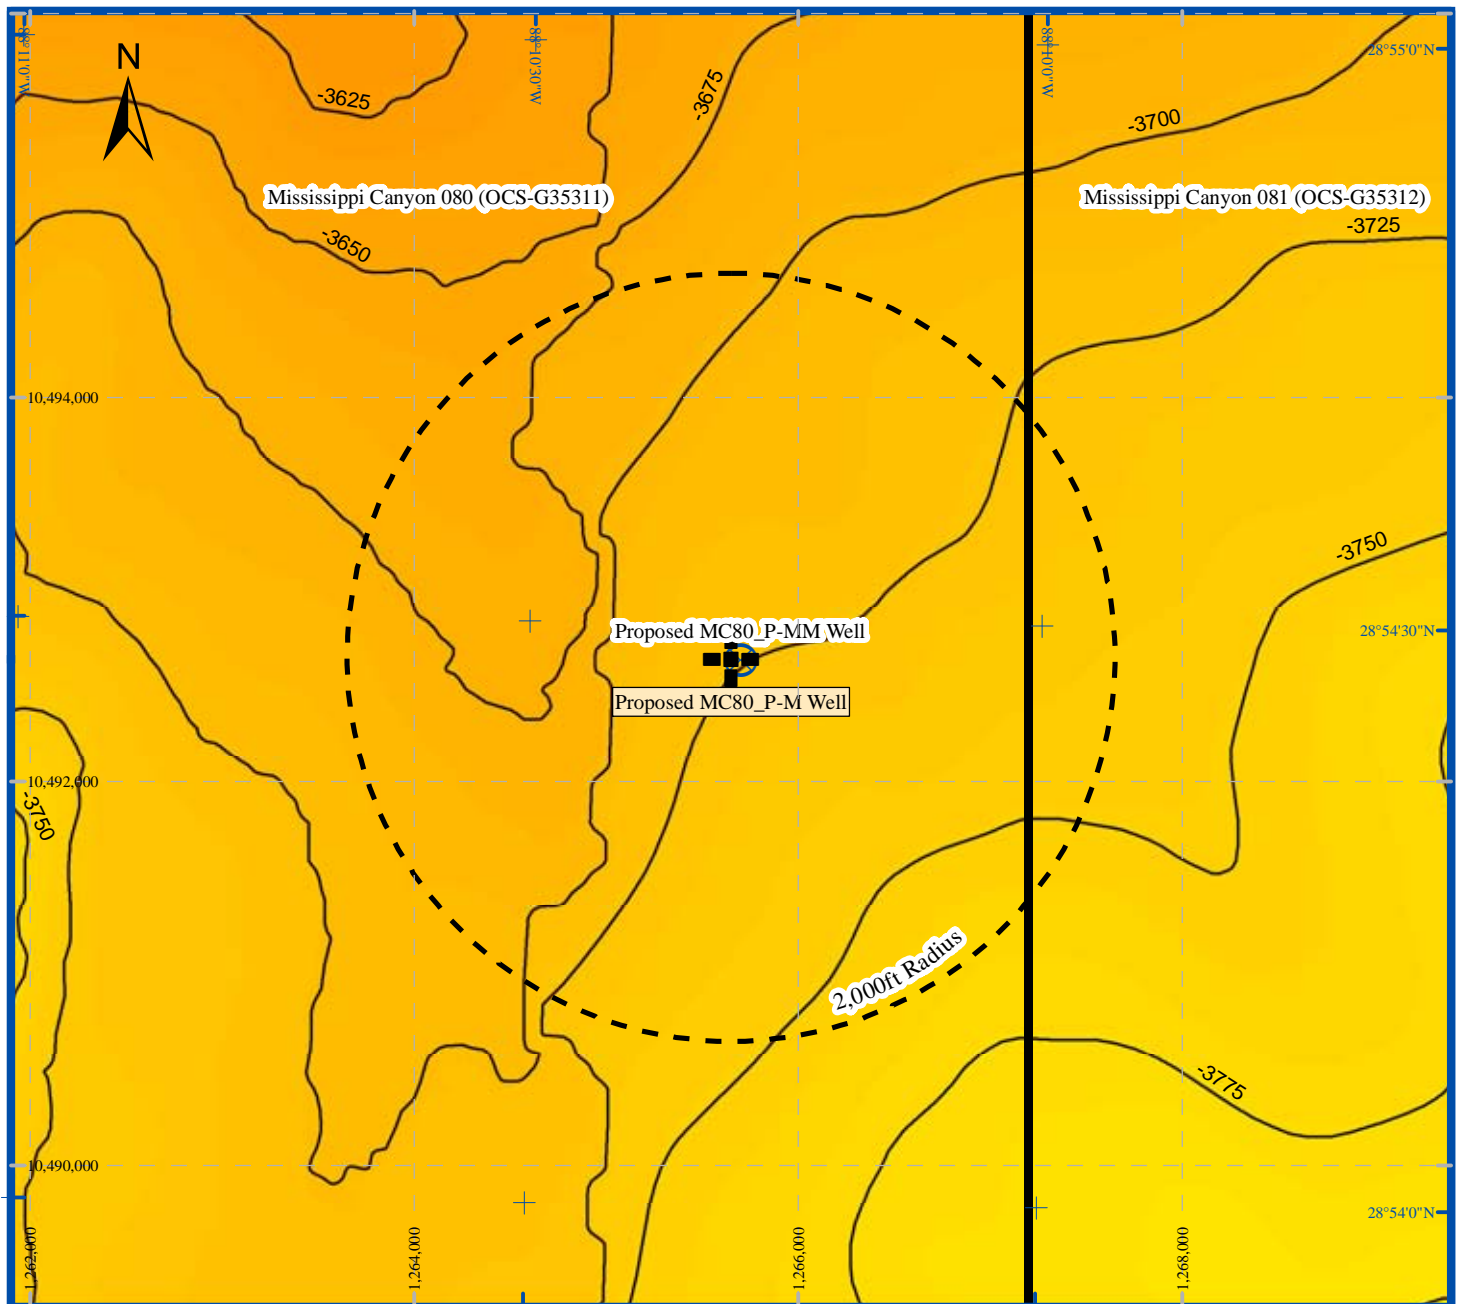 88°11'0"W
88°10'30"W
88°10'0"W
28°55'0"N
N
-3625
-3675
-3700
Mississippi Canyon 080 (OCS-G35311)
Mississippi Canyon 081 (OCS-G35312)
-3725
-3650
10,494,000
-3750
Proposed MC80_P-MM Well
28°54'30"N
Proposed MC80_P-M Well
10,492,000
-3750
2,000ft Radius
-3775
10,490,000
28°54'0"N
1,262,000
1,264,000
1,266,000
1,268,000